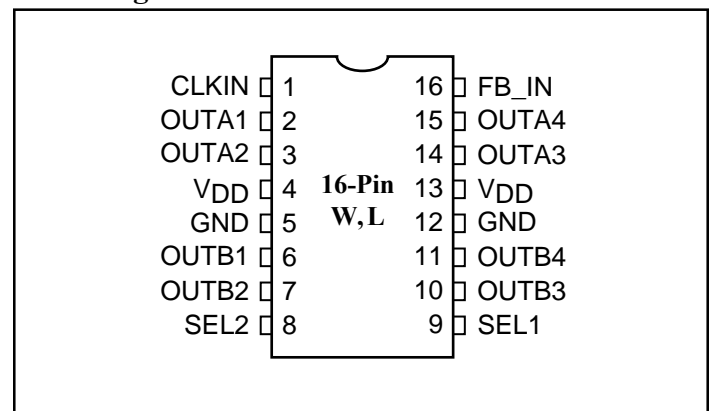 CLKIN 1 16 FB_IN
OUTA1 2 15 OUTA4
OUTA2 3 14 OUTA3
VDD 4 16-Pin 13 VDD
GND 5 W, L 12 GND
OUTB1 6 11 OUTB4
OUTB2 7 10 OUTB3
SEL2 8 9 SEL1